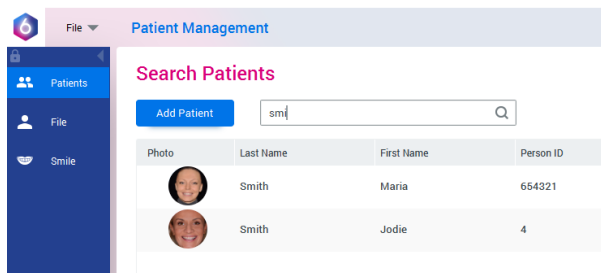 6
File
Patient Management
Patients
File
Smile
Search Patients
Add Patient
smi
Photo Last Name First Name Person ID
Smith Maria 654321
Smith Jodie 4